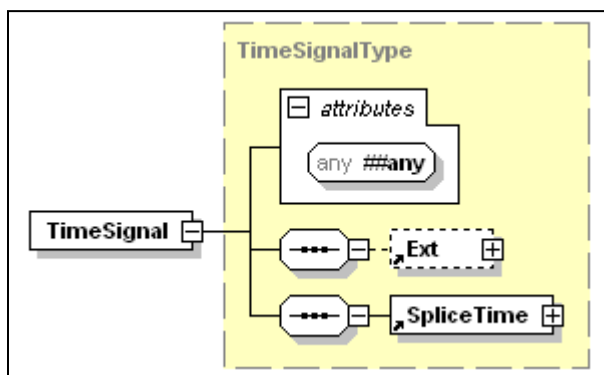 TimeSignalType
attributes
any ##any
TimeSignal
Ext
SpliceTime